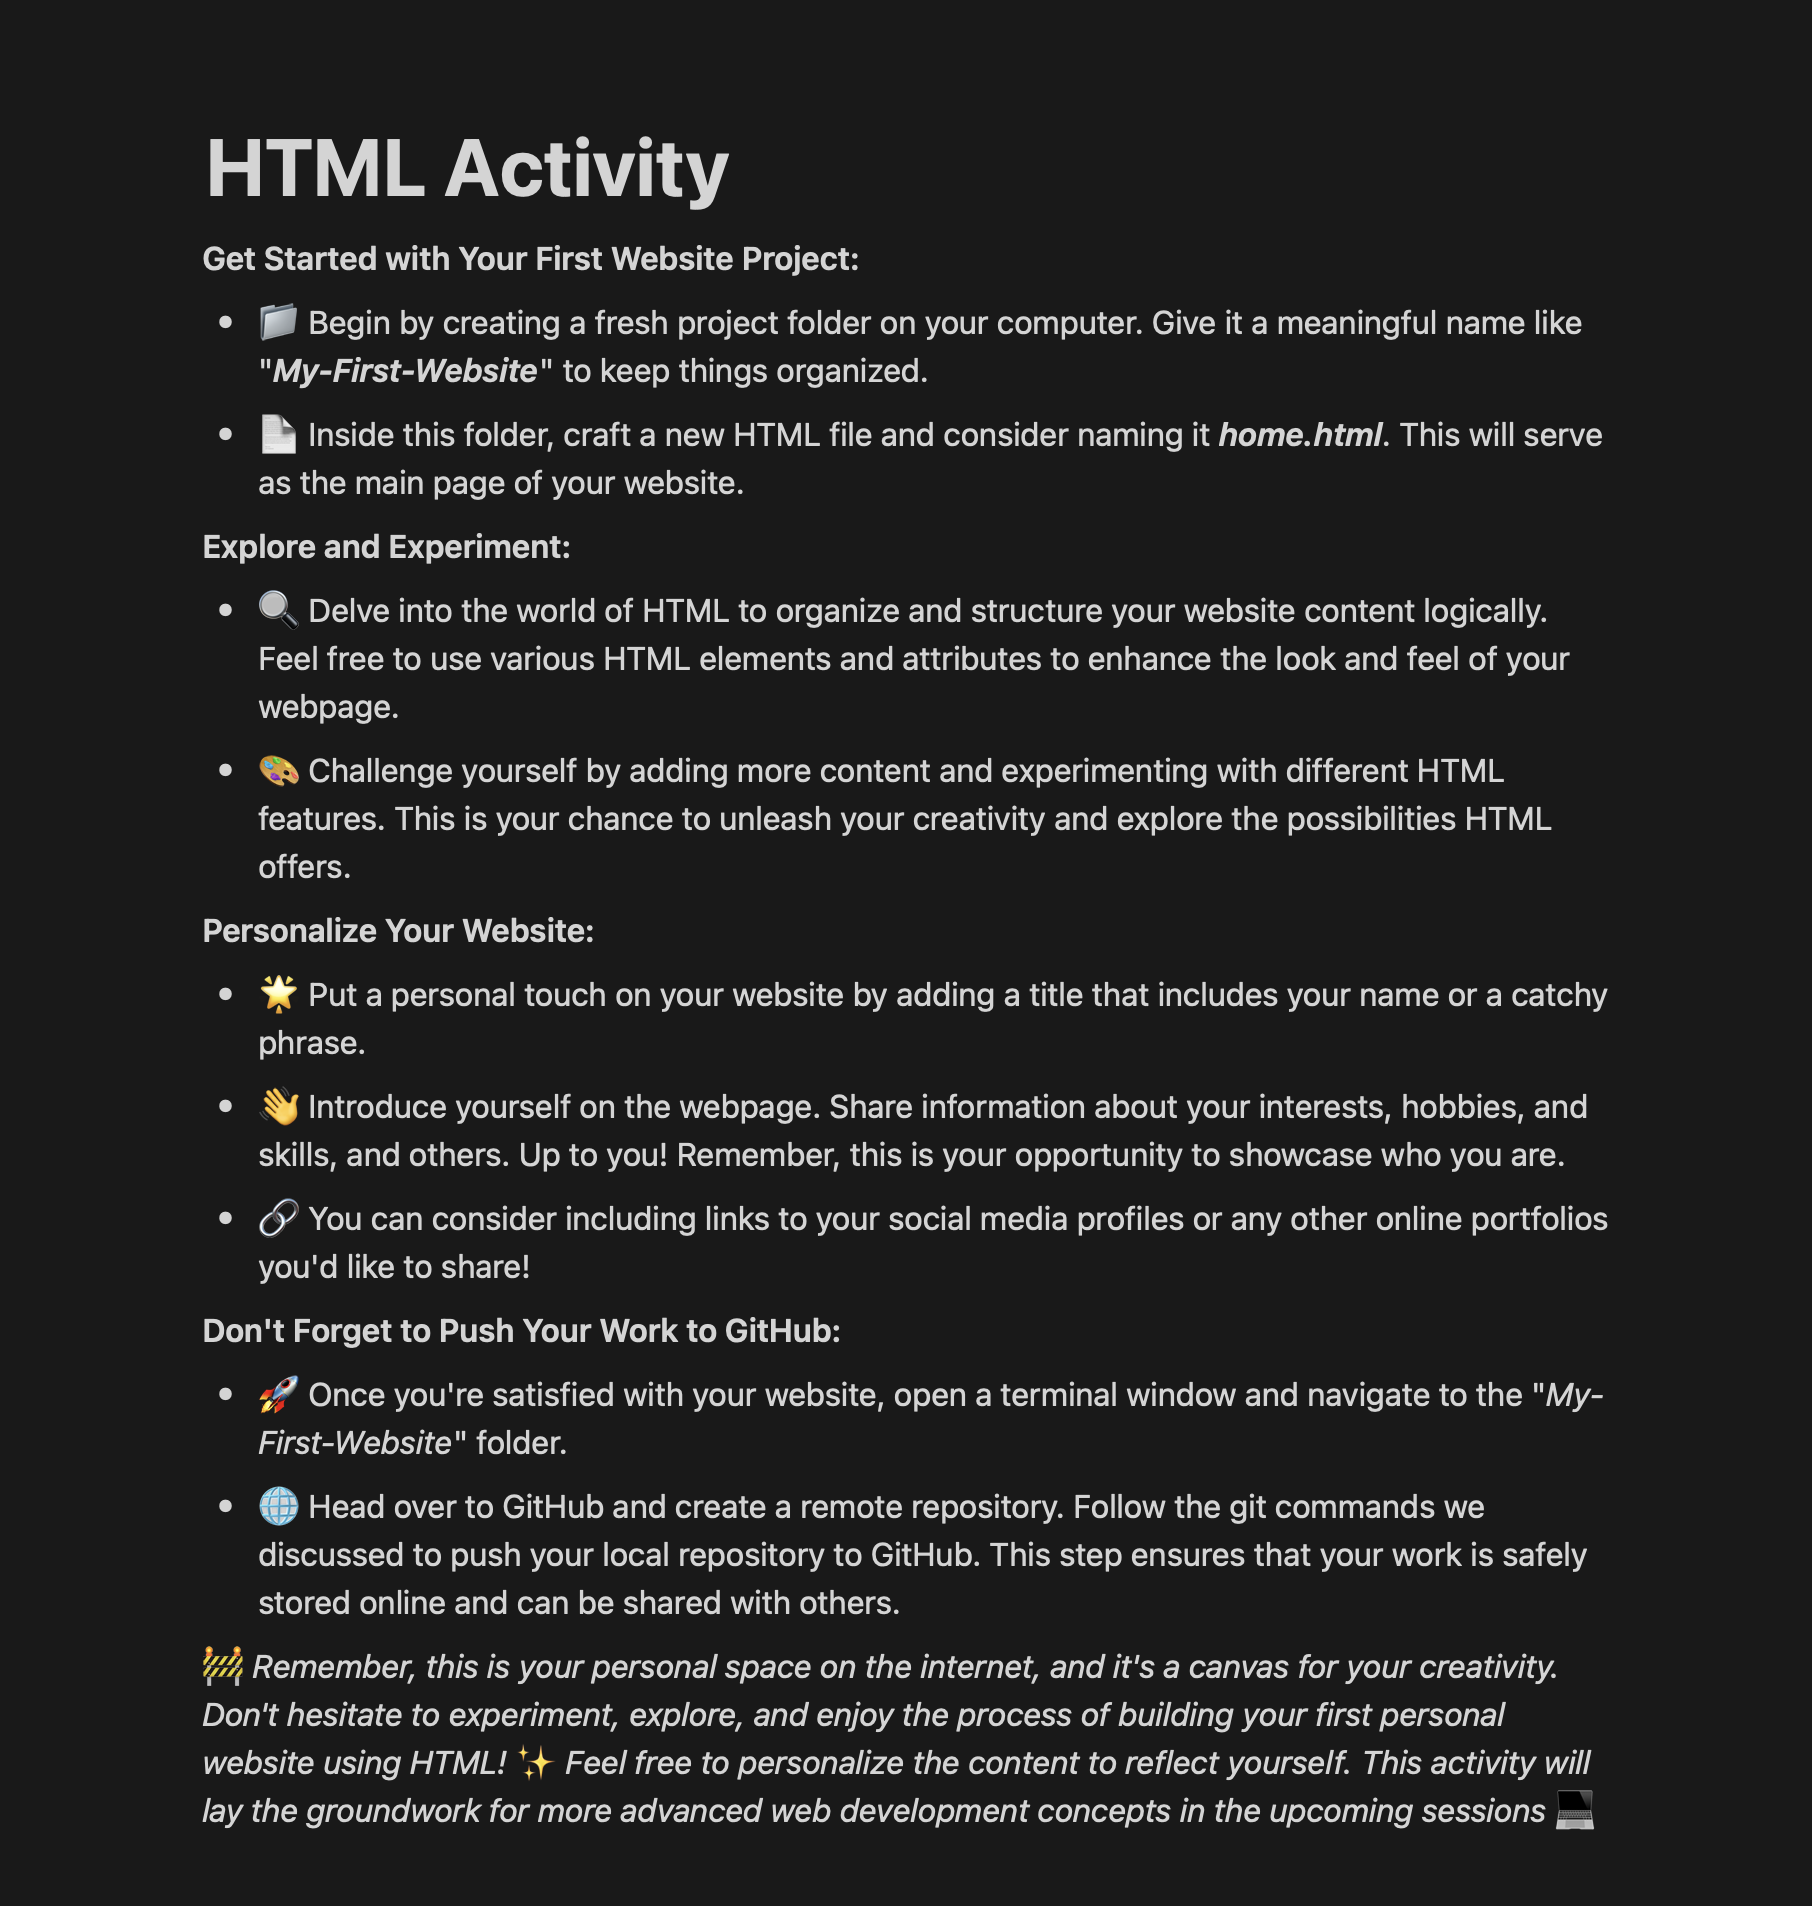 HTML Activity
Get Started with Your First Website Project:
📁 Begin by creating a fresh project folder on your computer. Give it a meaningful name like
"My-First-Website" to keep things organized.
📄 Inside this folder, craft a new HTML file and consider naming it home.html. This will serve
as the main page of your website.
Explore and Experiment:
🔍 Delve into the world of HTML to organize and structure your website content logically.
Feel free to use various HTML elements and attributes to enhance the look and feel of your
webpage.
🎨 Challenge yourself by adding more content and experimenting with different HTML
features. This is your chance to unleash your creativity and explore the possibilities HTML
offers.
Personalize Your Website:
🌟 Put a personal touch on your website by adding a title that includes your name or a catchy
phrase.
👋 Introduce yourself on the webpage. Share information about your interests, hobbies, and
skills, and others. Up to you! Remember, this is your opportunity to showcase who you are.
🔗 You can consider including links to your social media profiles or any other online portfolios
you'd like to share!
Don't Forget to Push Your Work to GitHub:
🚀 Once you're satisfied with your website, open a terminal window and navigate to the "My-
First-Website" folder.
🌐 Head over to GitHub and create a remote repository. Follow the git commands we
discussed to push your local repository to GitHub. This step ensures that your work is safely
stored online and can be shared with others.
🚧 Remember, this is your personal space on the internet, and it's a canvas for your creativity.
Don't hesitate to experiment, explore, and enjoy the process of building your first personal
website using HTML! ✨ Feel free to personalize the content to reflect yourself. This activity will
lay the groundwork for more advanced web development concepts in the upcoming sessions 💻